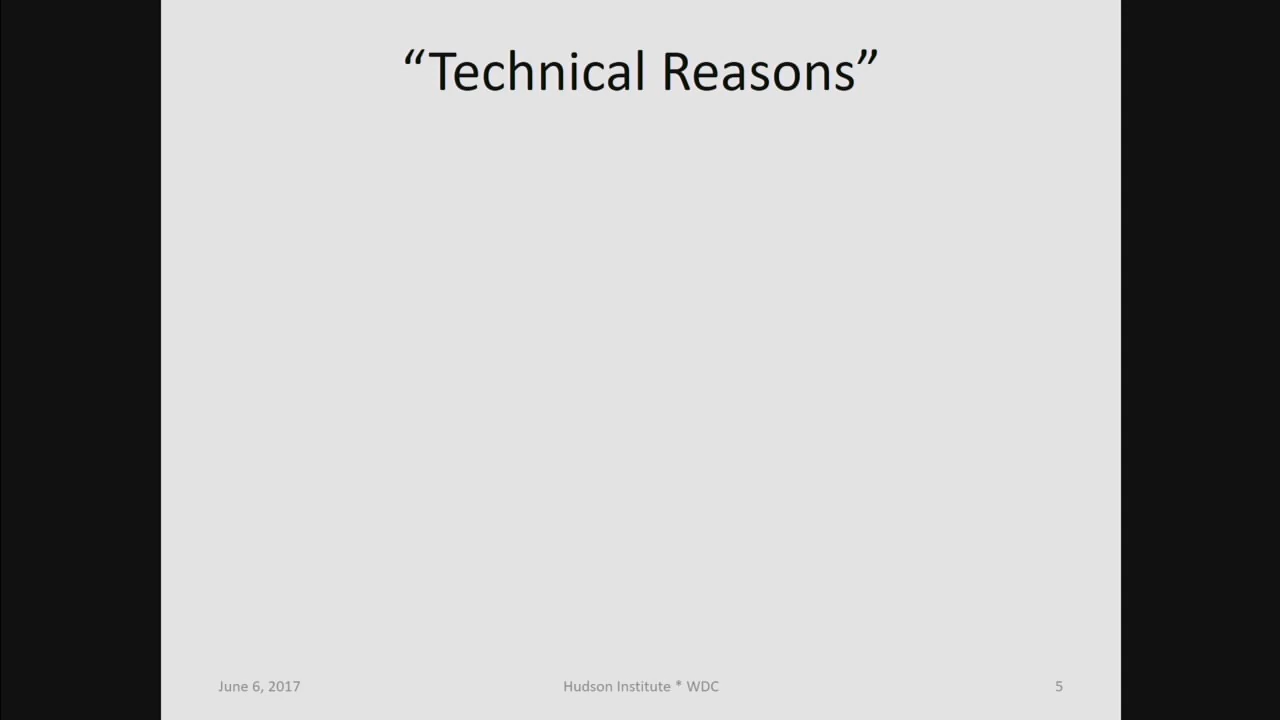 “Technical Reasons”
June 6, 2017
Hudson Institute * WDC
5